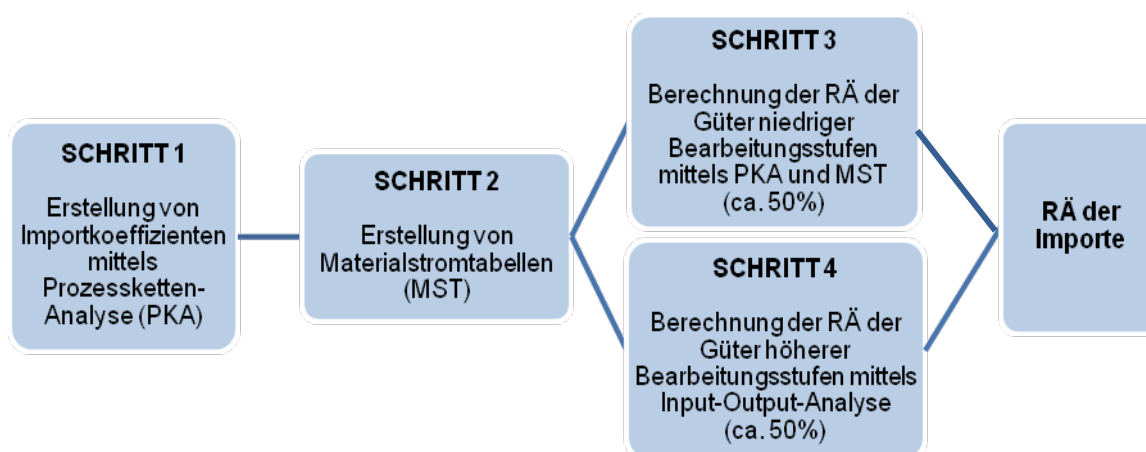 SCHRITT 1
Erstellung von
Importkoeffizienten
mittels
Prozessketten-
Analyse (PKA)
SCHRITT 2
Erstellung von
Materialstromtabellen
(MST)
SCHRITT 3
Berechnung der RÄ der
Güter niedriger
Bearbeitungsstufen
mittels PKA und MST
(ca. 50%)
SCHRITT 4
Berechnung der RÄ der
Güter höherer
Bearbeitungsstufen mittels
Input-Output-Analyse
(ca. 50%)
RÄ der
Importe